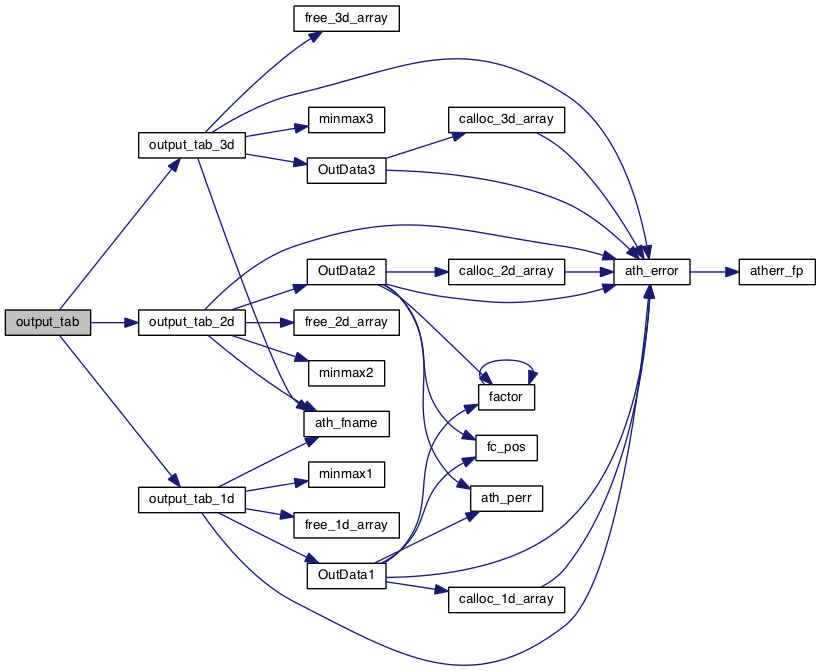 free_3d_array
minmax3
calloc_3d_array
output_tab_3d
OutData3
OutData2
calloc_2d_array
ath_error
atherr_fp
output_tab
output_tab_2d
free_2d_array
minmax2
factor
ath_fname
fc_pos
minmax1
output_tab_1d
ath_perr
free_1d_array
OutData1
calloc_1d_array